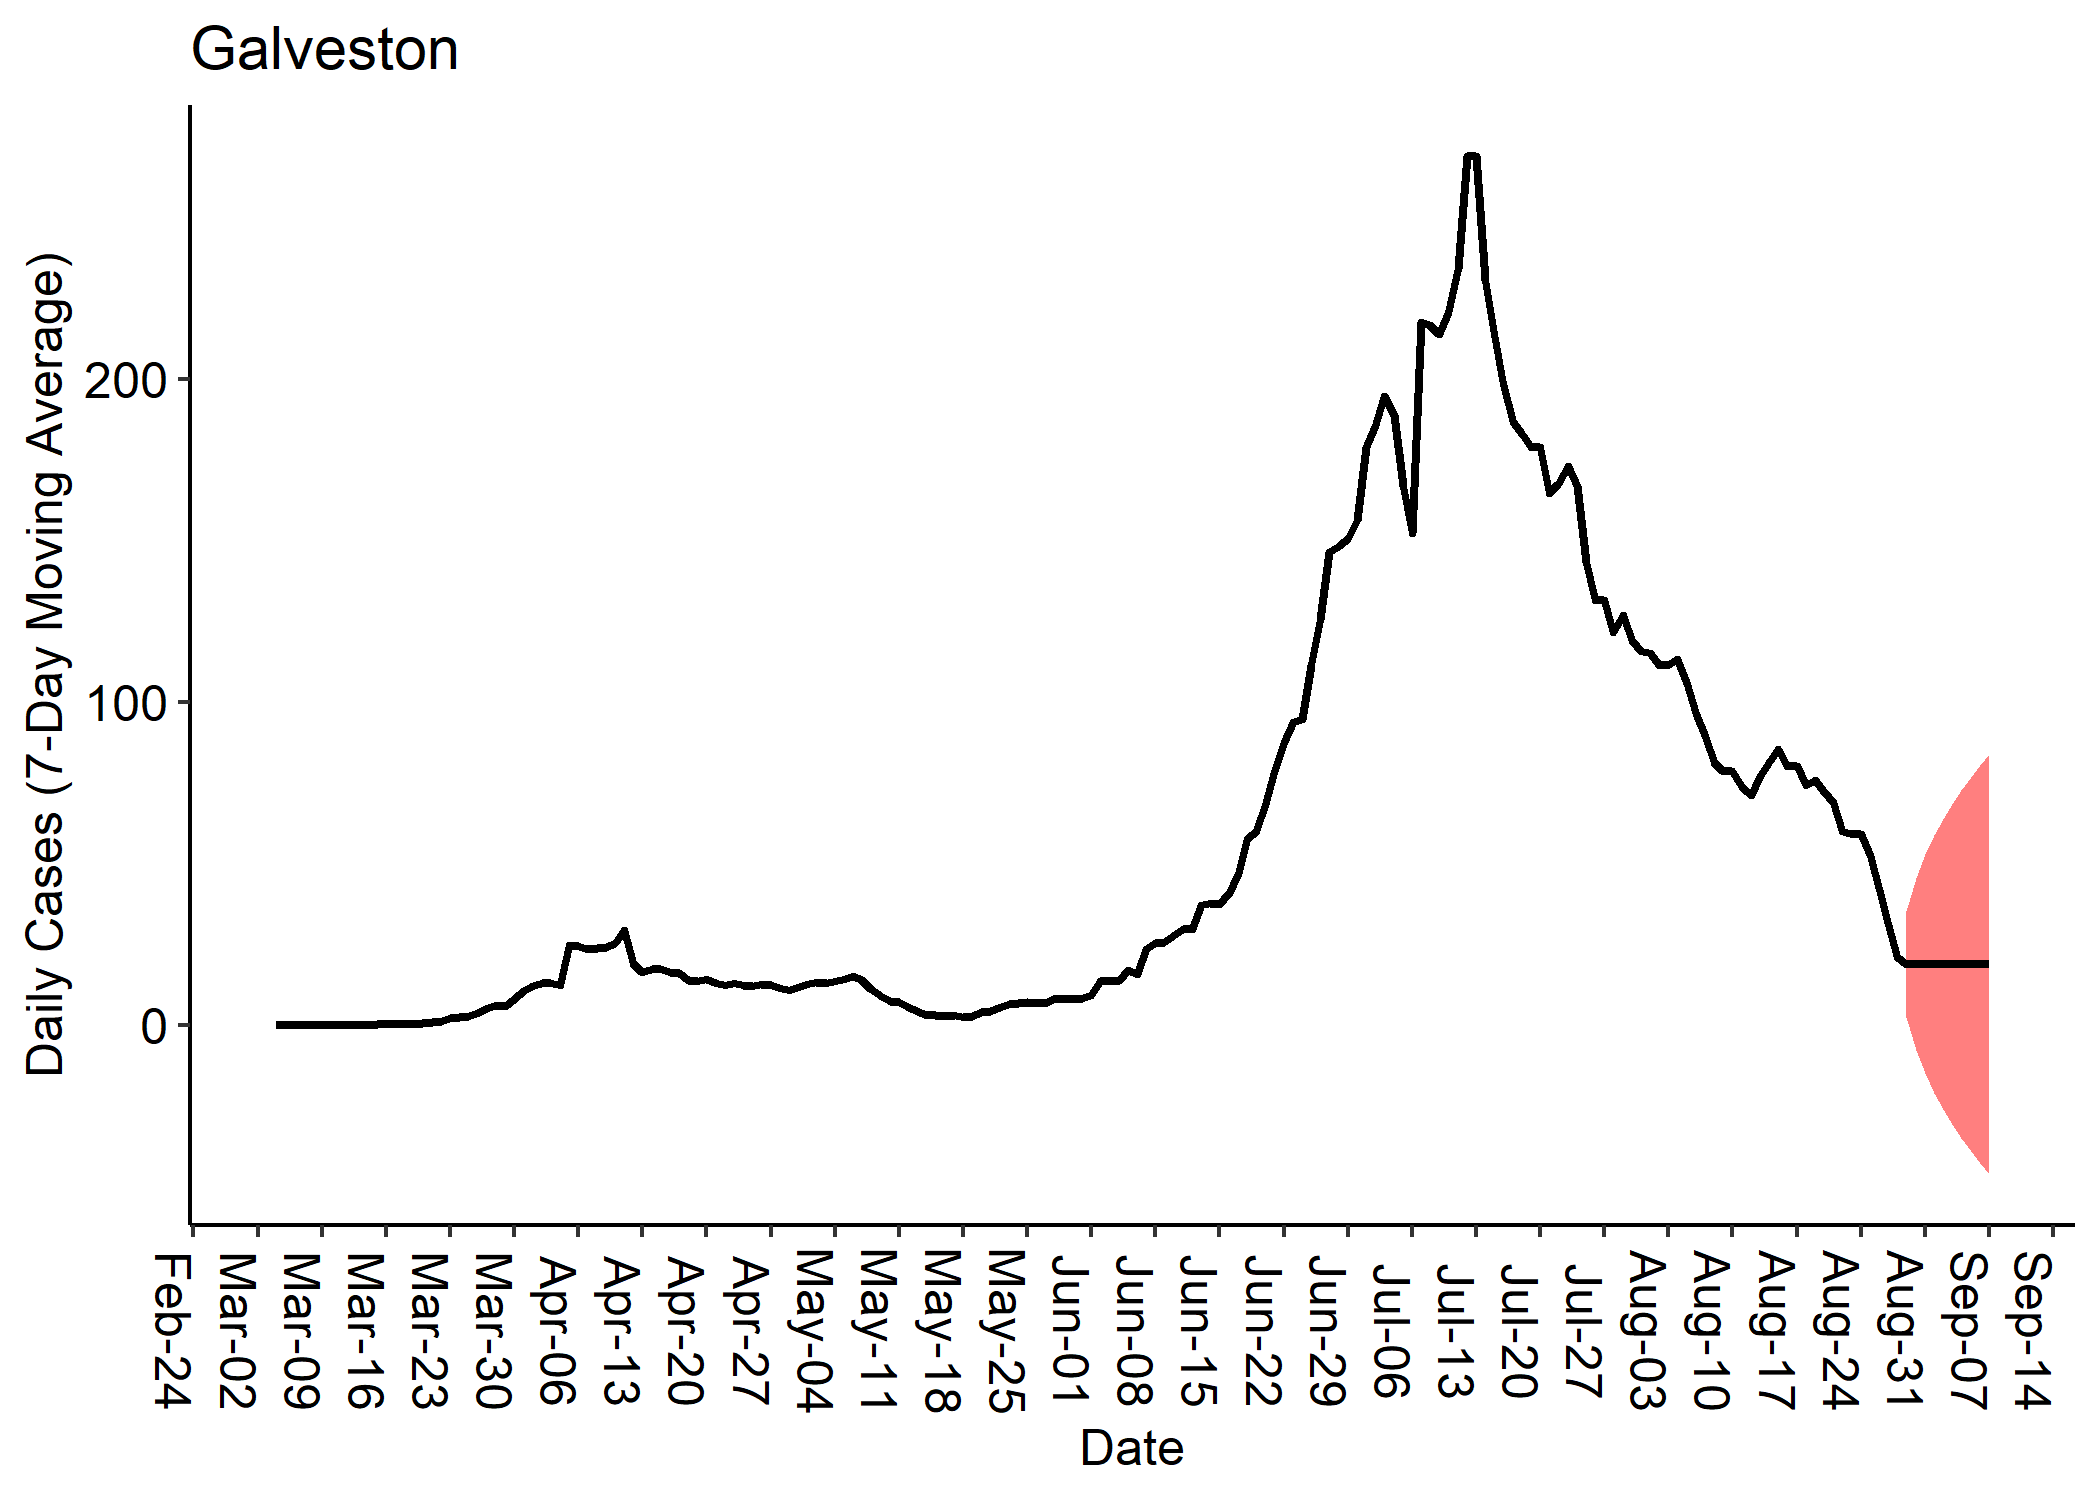 Galveston
Daily Cases (7-Day Moving Average)
200
100
0
Feb-24
Mar-02
Mar-09
Mar-16
Mar-23
Mar-30
Apr-06
Apr-13
Apr-20
Apr-27
May-04
May-11
May-18
May-25
Jun-01
Jun-08
Jun-15
Jun-22
Jun-29
Jul-06
Jul-13
Jul-20
Jul-27
Aug-03
Aug-10
Aug-17
Aug-24
Aug-31
Sep-07
Sep-14
Date